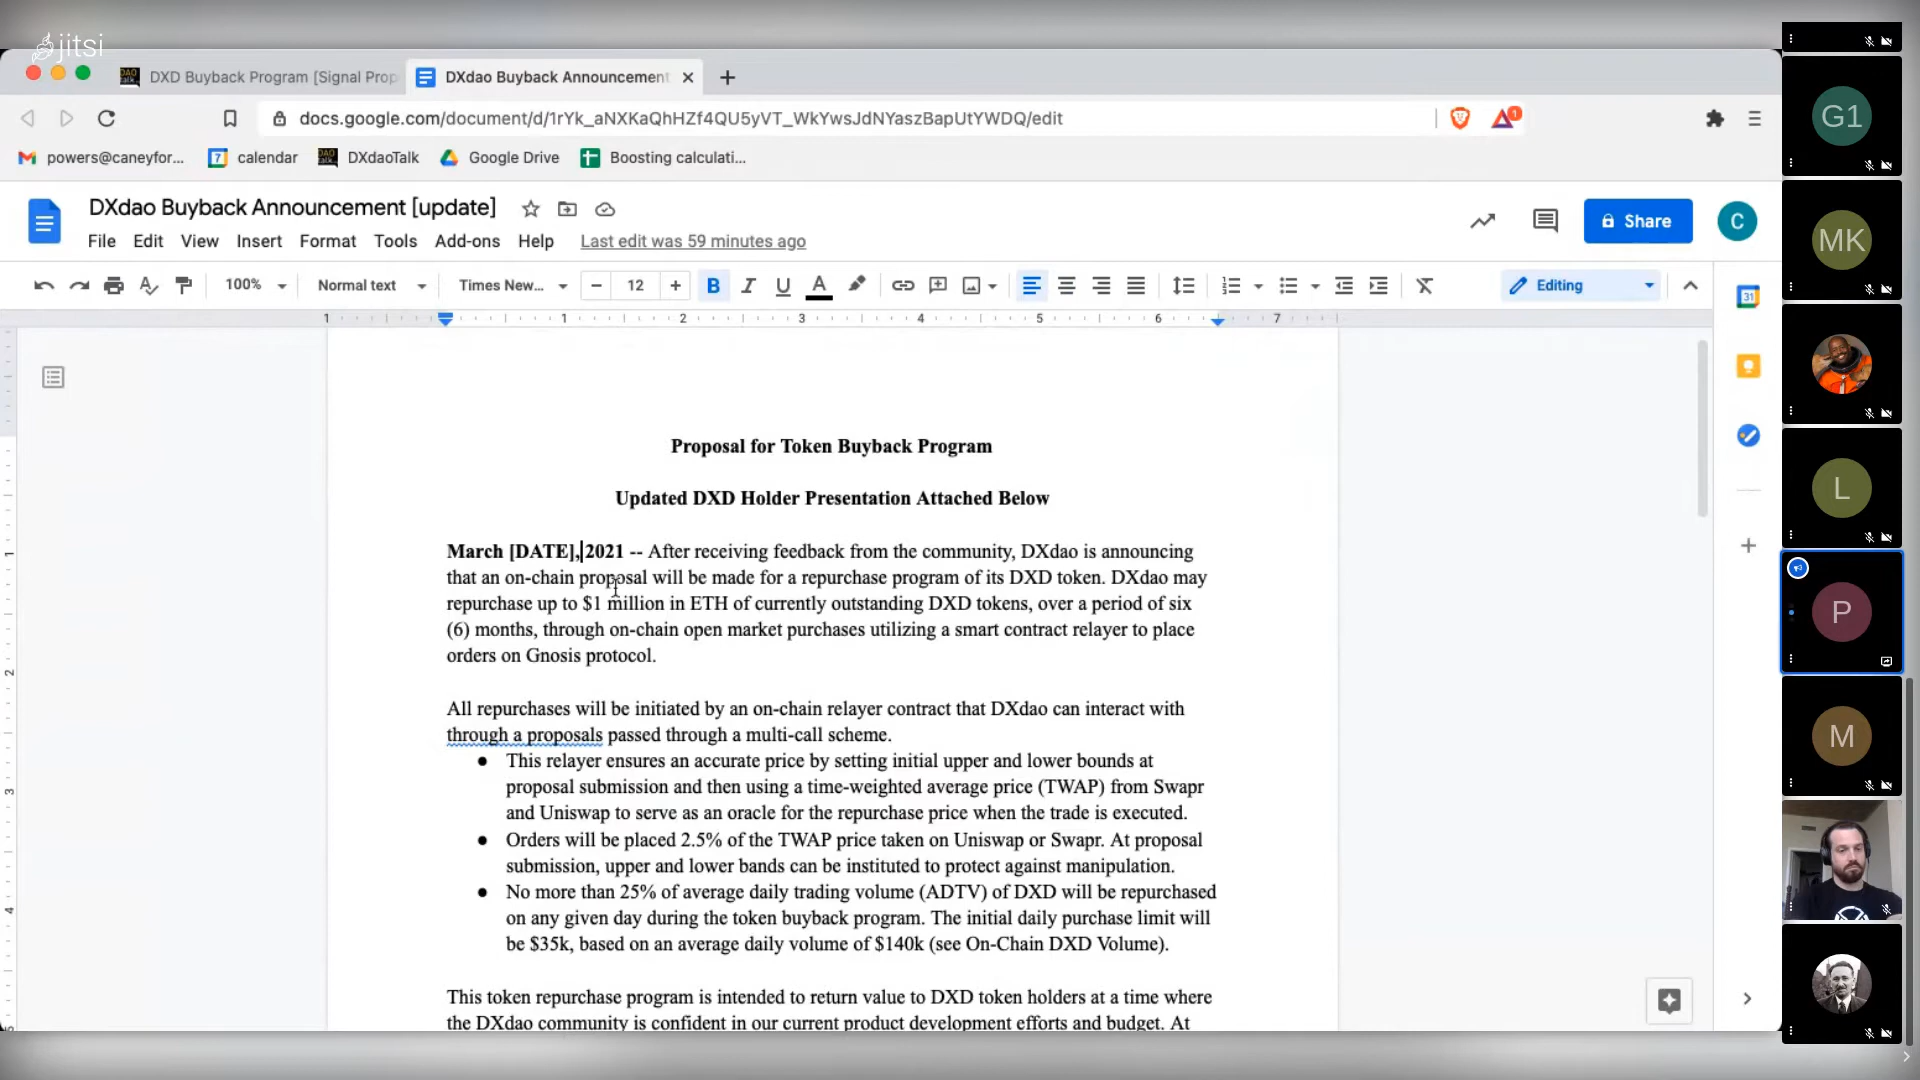 jitsi
DXD Buyback Program [Signal Prop
DXdao Buyback Announcement
docs.google.com/document/d/1rYk_aNXKaQhHZf4QU5yVT_WkYwsJdNYaszBapUtYWDQ/edit
1
powers@caneyfor...
7
calendar
DXdaoTalk
Google Drive
Boosting calculati...
DXdao Buyback Announcement [update]
File Edit View Insert Format Tools Add-ons Help Last edit was 59 minutes ago
Share
C
100%
Normal text
Times New...
12
B I U A
Editing
31
1 1 2 3 4 5 6 7
Proposal for Token Buyback Program
Updated DXD Holder Presentation Attached Below
March [DATE], 2021 -- After receiving feedback from the community, DXdao is announcing
that an on-chain proposal will be made for a repurchase program of its DXD token. DXdao may
repurchase up to $1 million in ETH of currently outstanding DXD tokens, over a period of six
(6) months, through on-chain open market purchases utilizing a smart contract relayer to place
orders on Gnosis protocol.
All repurchases will be initiated by an on-chain relayer contract that DXdao can interact with
through a proposals passed through a multi-call scheme.
● This relayer ensures an accurate price by setting initial upper and lower bounds at
proposal submission and then using a time-weighted average price (TWAP) from Swapr
and Uniswap to serve as an oracle for the repurchase price when the trade is executed.
● Orders will be placed 2.5% of the TWAP price taken on Uniswap or Swapr. At proposal
submission, upper and lower bands can be instituted to protect against manipulation.
● No more than 25% of average daily trading volume (ADTV) of DXD will be repurchased
on any given day during the token buyback program. The initial daily purchase limit will
be $35k, based on an average daily volume of $140k (see On-Chain DXD Volume).
This token repurchase program is intended to return value to DXD token holders at a time where
the DXdao community is confident in our current product development efforts and budget. At
1
2
3
4
G1
MK
L
P
M